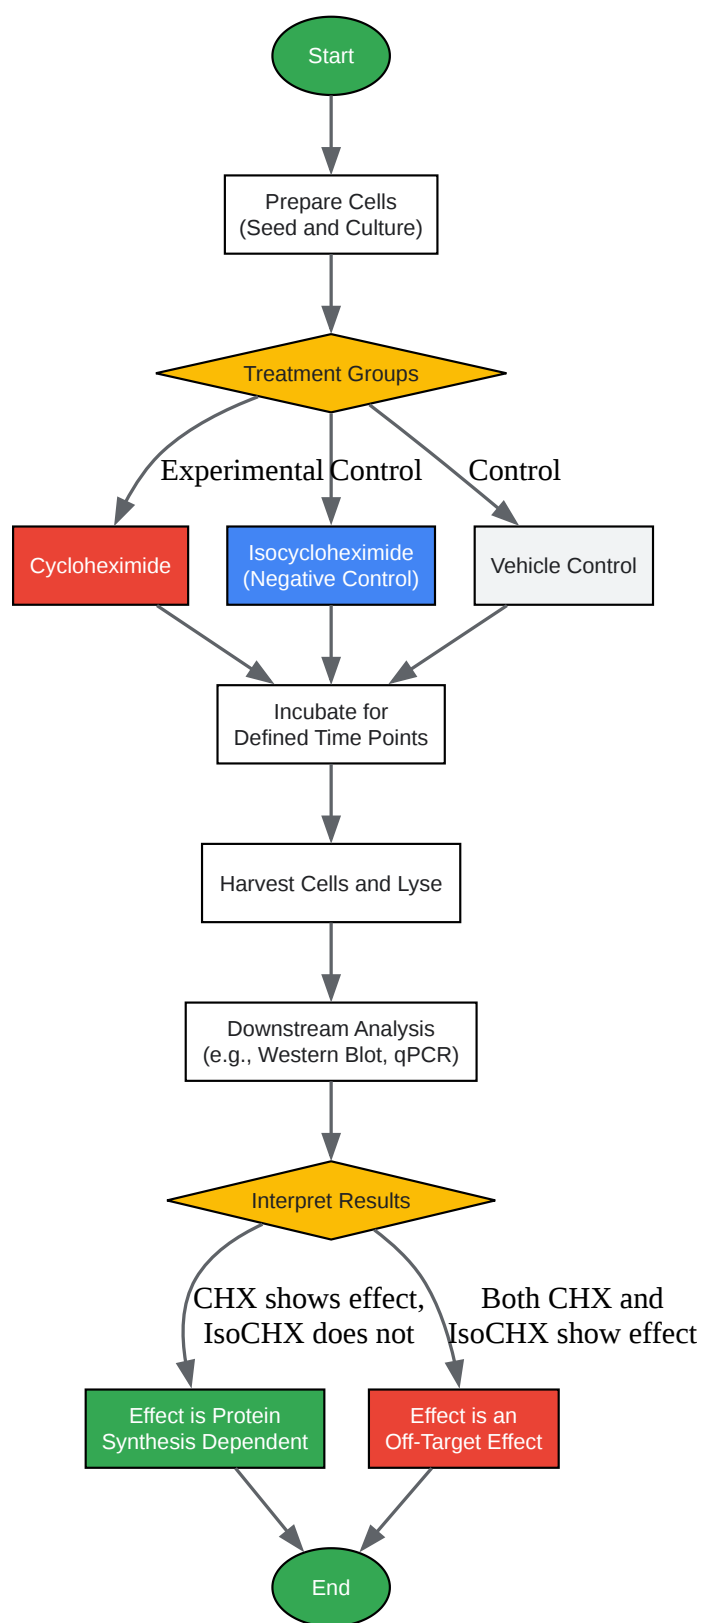 Start
Prepare Cells
(Seed and Culture)
Treatment Groups
Experimental
Control
Control
Cycloheximide
Isocycloheximide
(Negative Control)
Vehicle Control
Incubate for
Defined Time Points
Harvest Cells and Lyse
Downstream Analysis
(e.g., Western Blot, qPCR)
Interpret Results
CHX shows effect,
IsoCHX does not
Both CHX and
IsoCHX show effect
Effect is Protein
Synthesis Dependent
Effect is an
Off-Target Effect
End